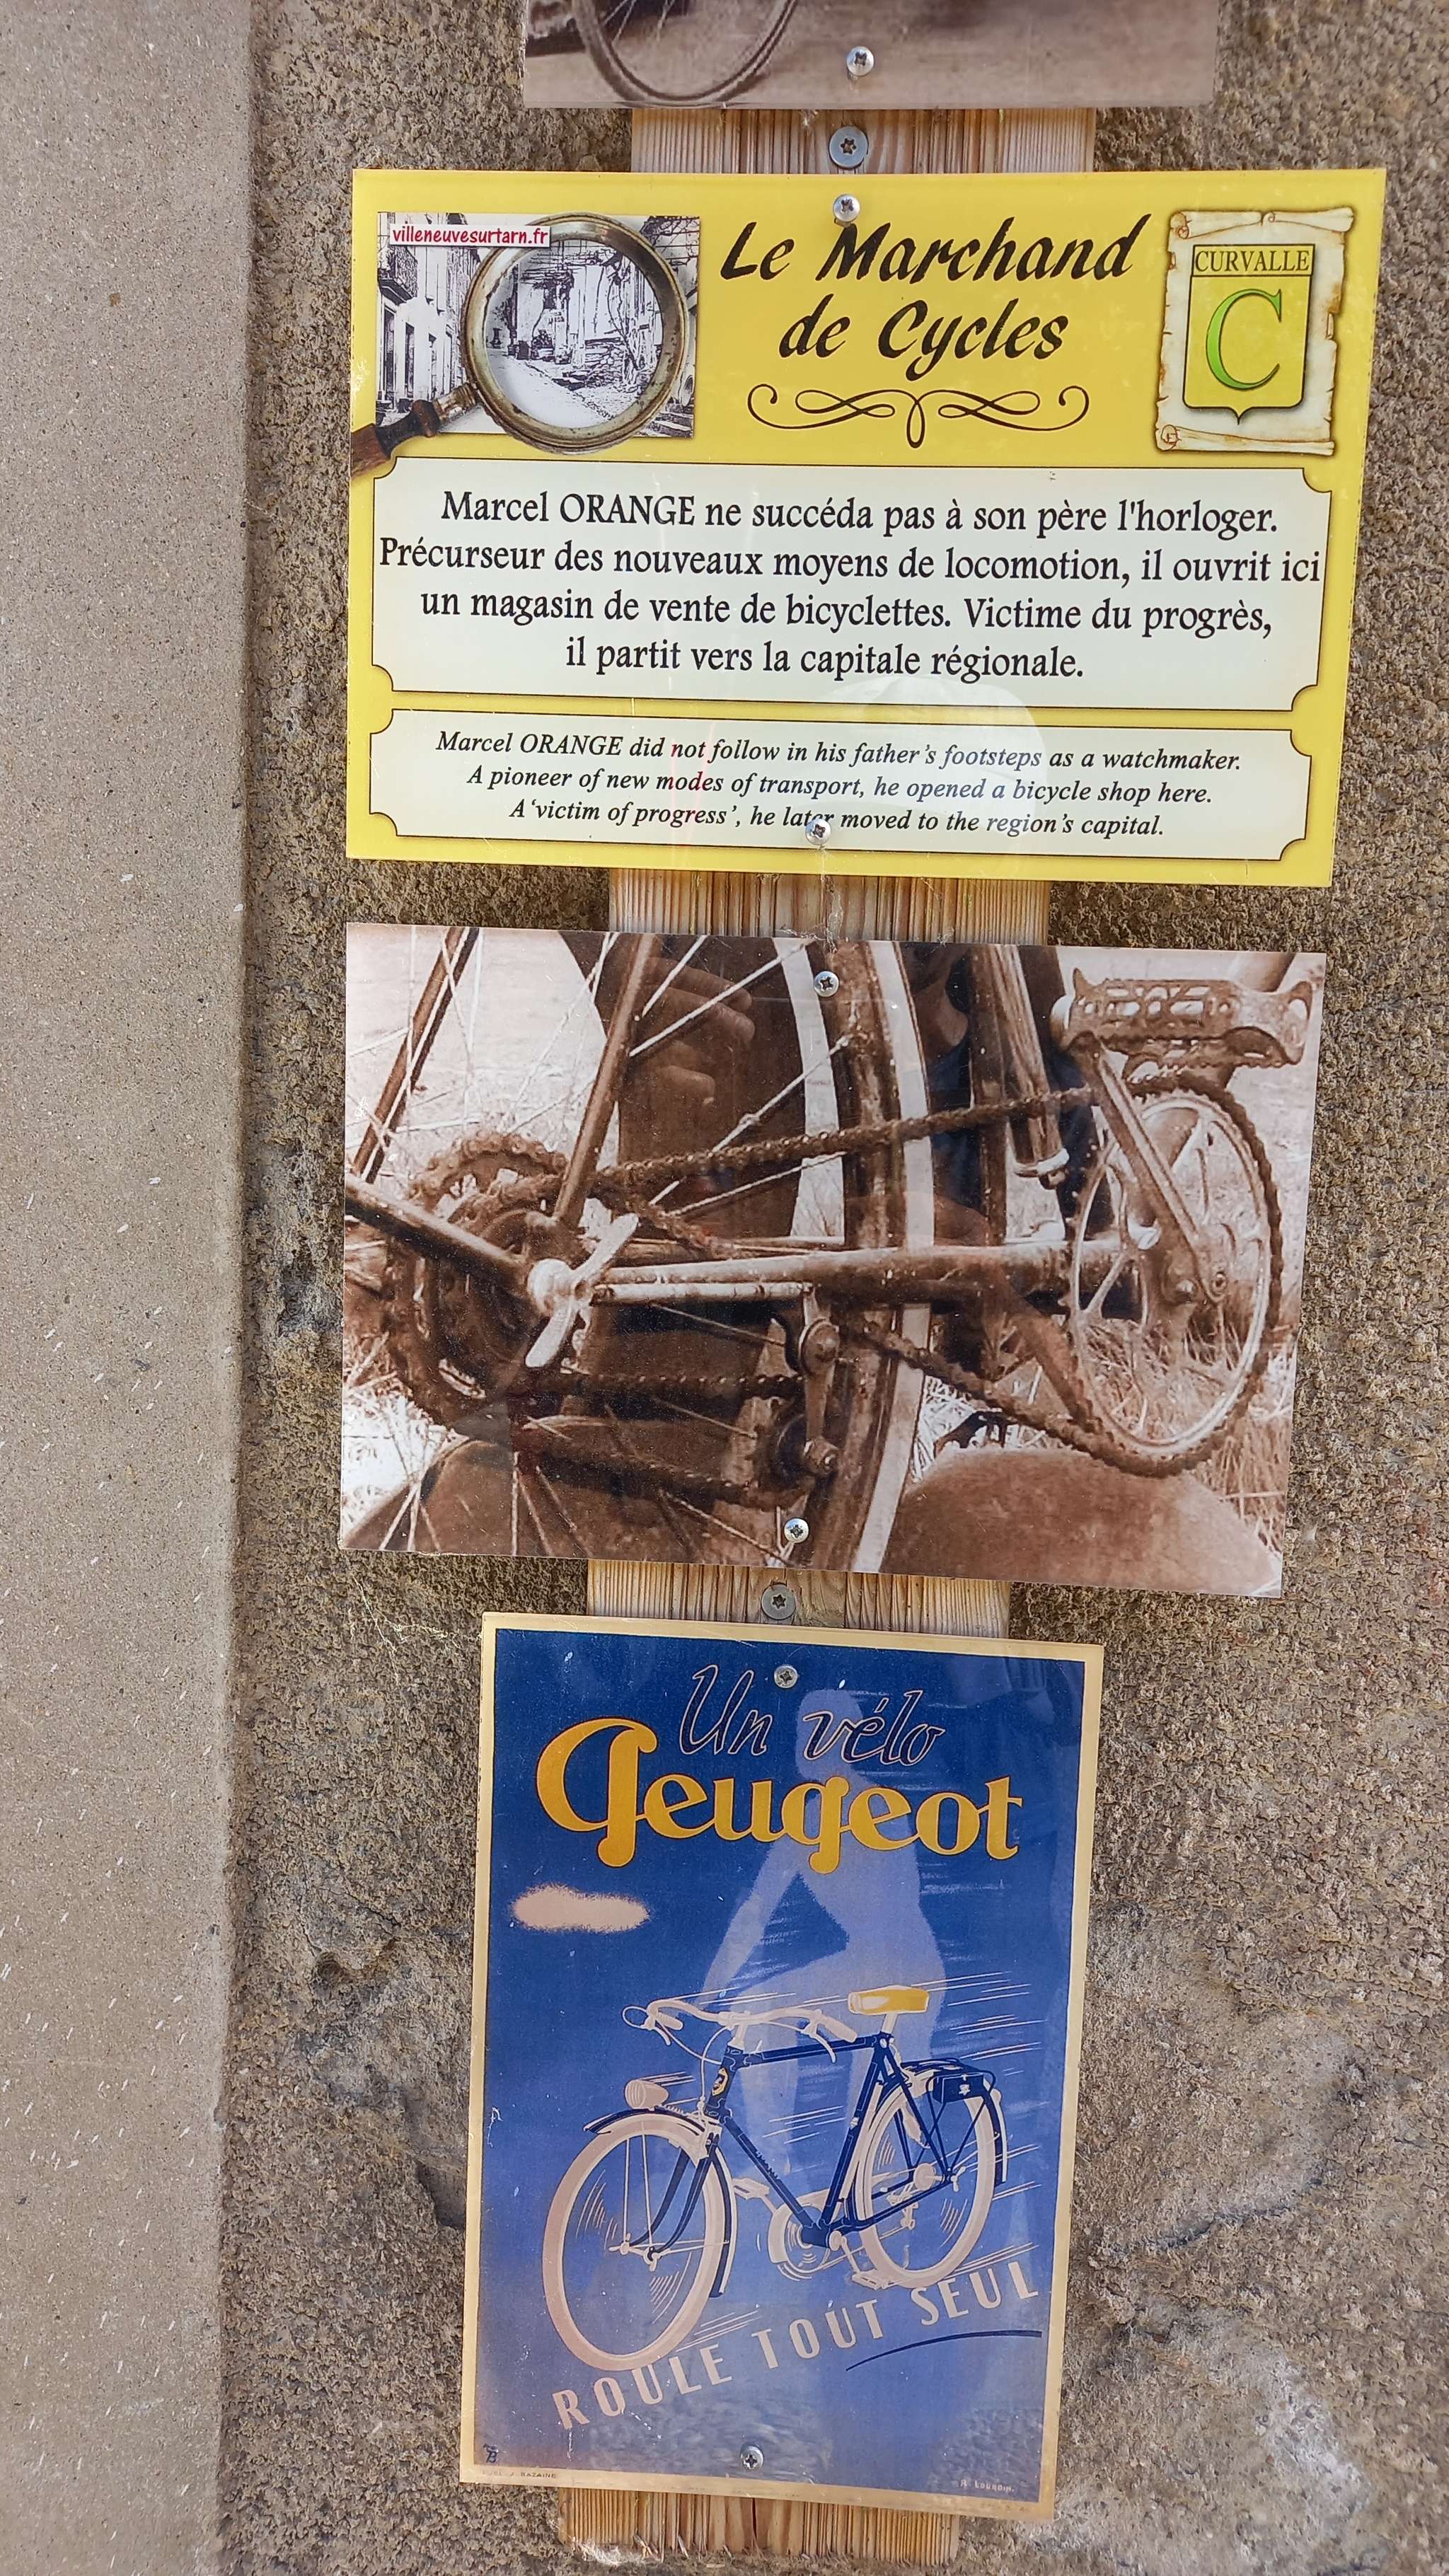 villeneuvesurtarn.fr
Le Marchand
de Cycles
CURVALLE
C
Marcel ORANGE ne succéda pas à son père l'horloger.
Précurseur des nouveaux moyens de locomotion, il ouvrit ici
un magasin de vente de bicyclettes. Victime du progrès,
il partit vers la capitale régionale.
Marcel ORANGE did not follow in his father's footsteps as a watchmaker.
A pioneer of new modes of transport, he opened a bicycle shop here.
A 'victim of progress', he later moved to the region's capital.
Un vélo
Peugeot
ROULE TOUT SEUL
BAZAINE